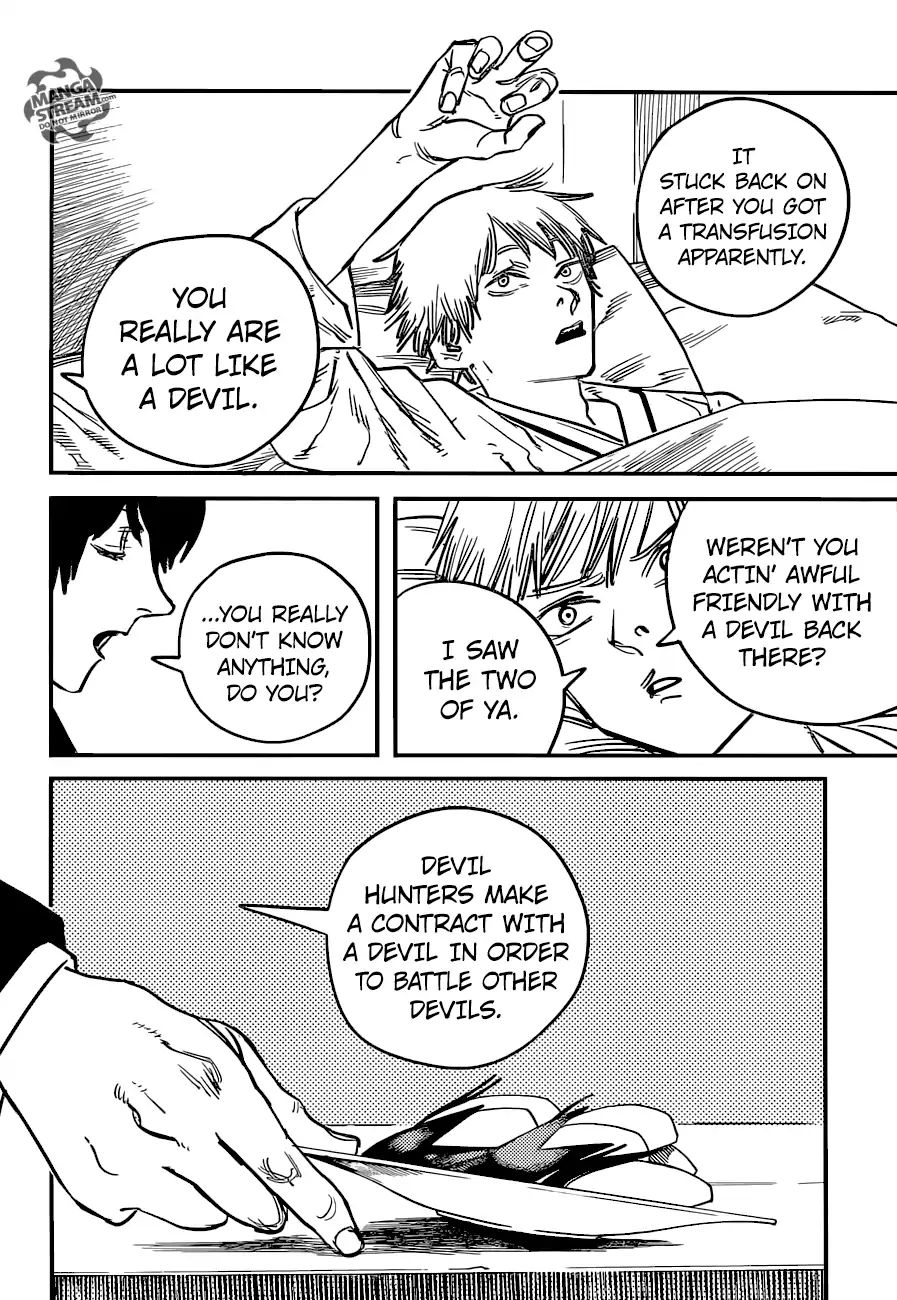 MANGA
STREAM.com
DO NOT MIRROR
IT
STUCK BACK ON
AFTER YOU GOT
A TRANSFUSION
APPARENTLY.
YOU
REALLY ARE
A LOT LIKE
A DEVIL.
WEREN'T YOU
ACTIN' AWFUL
FRIENDLY WITH
A DEVIL BACK
THERE?
I SAW
THE TWO
OF YA.
...YOU REALLY
DON'T KNOW
ANYTHING,
DO YOU?
DEVIL
HUNTERS MAKE
A CONTRACT WITH
A DEVIL IN ORDER
TO BATTLE OTHER
DEVILS.